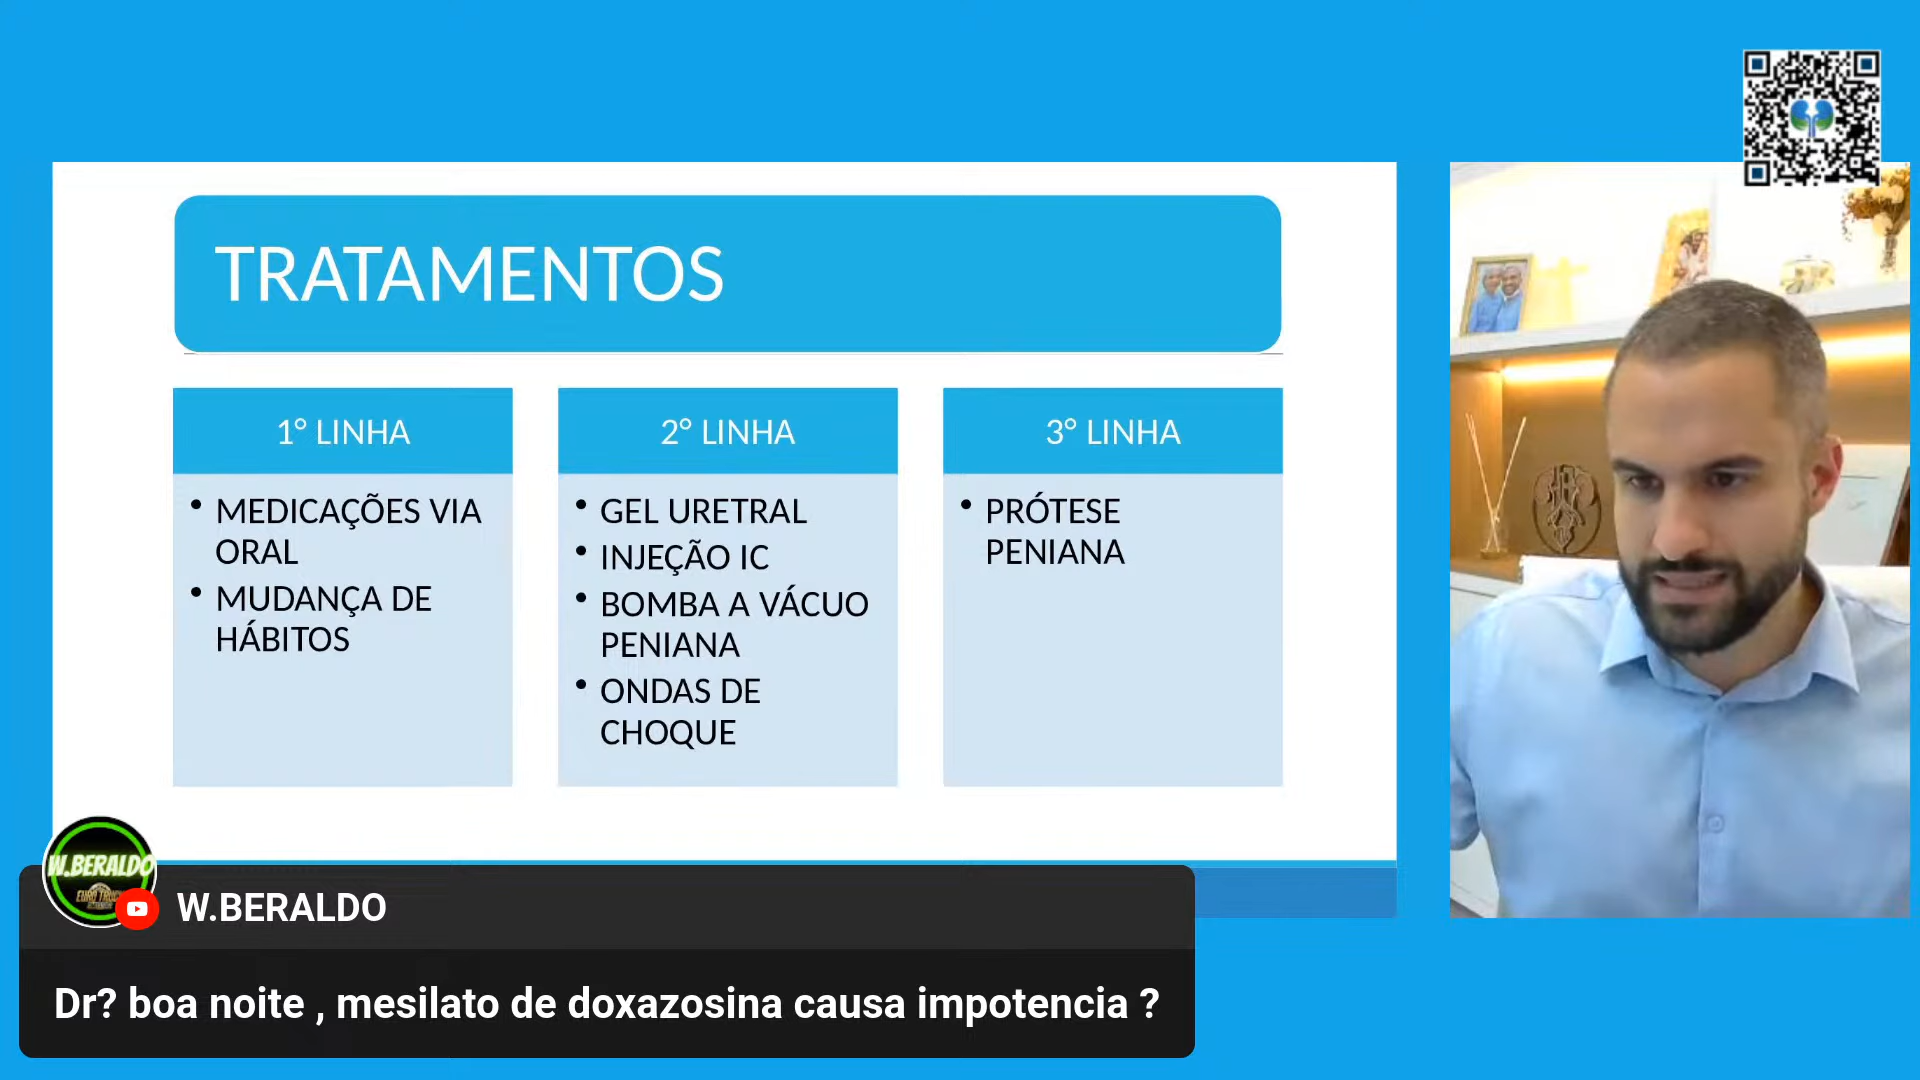 TRATAMENTOS
1° LINHA
• MEDICAÇÕES VIA
ORAL
• MUDANÇA DE
HÁBITOS
2° LINHA
• GEL URETRAL
• INJEÇÃO IC
• BOMBA A VÁCUO
PENIANA
• ONDAS DE
CHOQUE
3° LINHA
• PRÓTESE
PENIANA
W.BERALDO
W.BERALDO
Dr? boa noite , mesilato de doxazosina causa impotencia ?